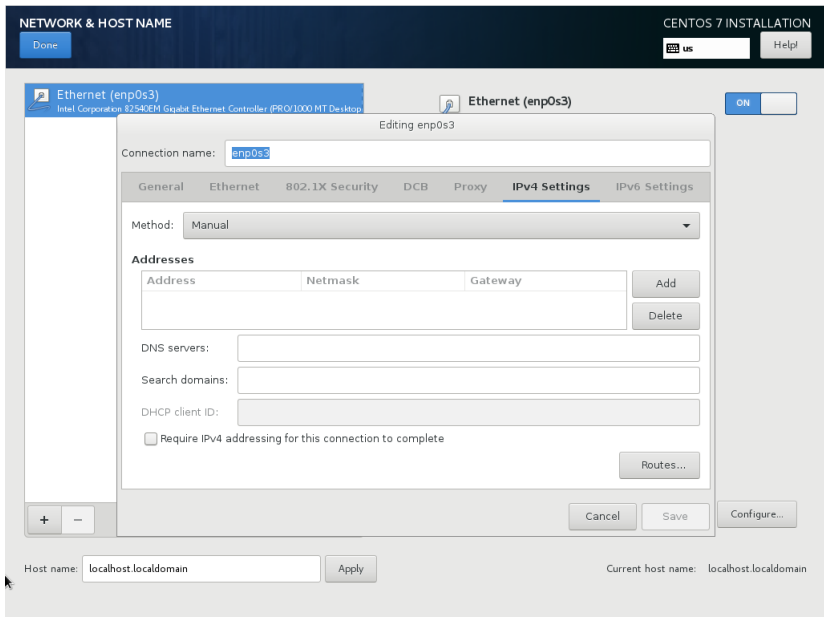 NETWORK & HOST NAME
CENTOS 7 INSTALLATION
Done
us
Help!
Ethernet (enp0s3)
Intel Corporation 82540EM Gigabit Ethernet Controller (PRO/1000 MT Desktop
Ethernet (enp0s3)
ON
Editing enp0s3
Connection name: enp0s3
General Ethernet 802.1X Security DCB Proxy IPv4 Settings IPv6 Settings
Method: Manual
Addresses
Address Netmask Gateway
Add
Delete
DNS servers:
Search domains:
DHCP client ID:
Require IPv4 addressing for this connection to complete
Routes...
+ −
Cancel Save Configure...
Host name: localhost.localdomain Apply Current host name: localhost.localdomain